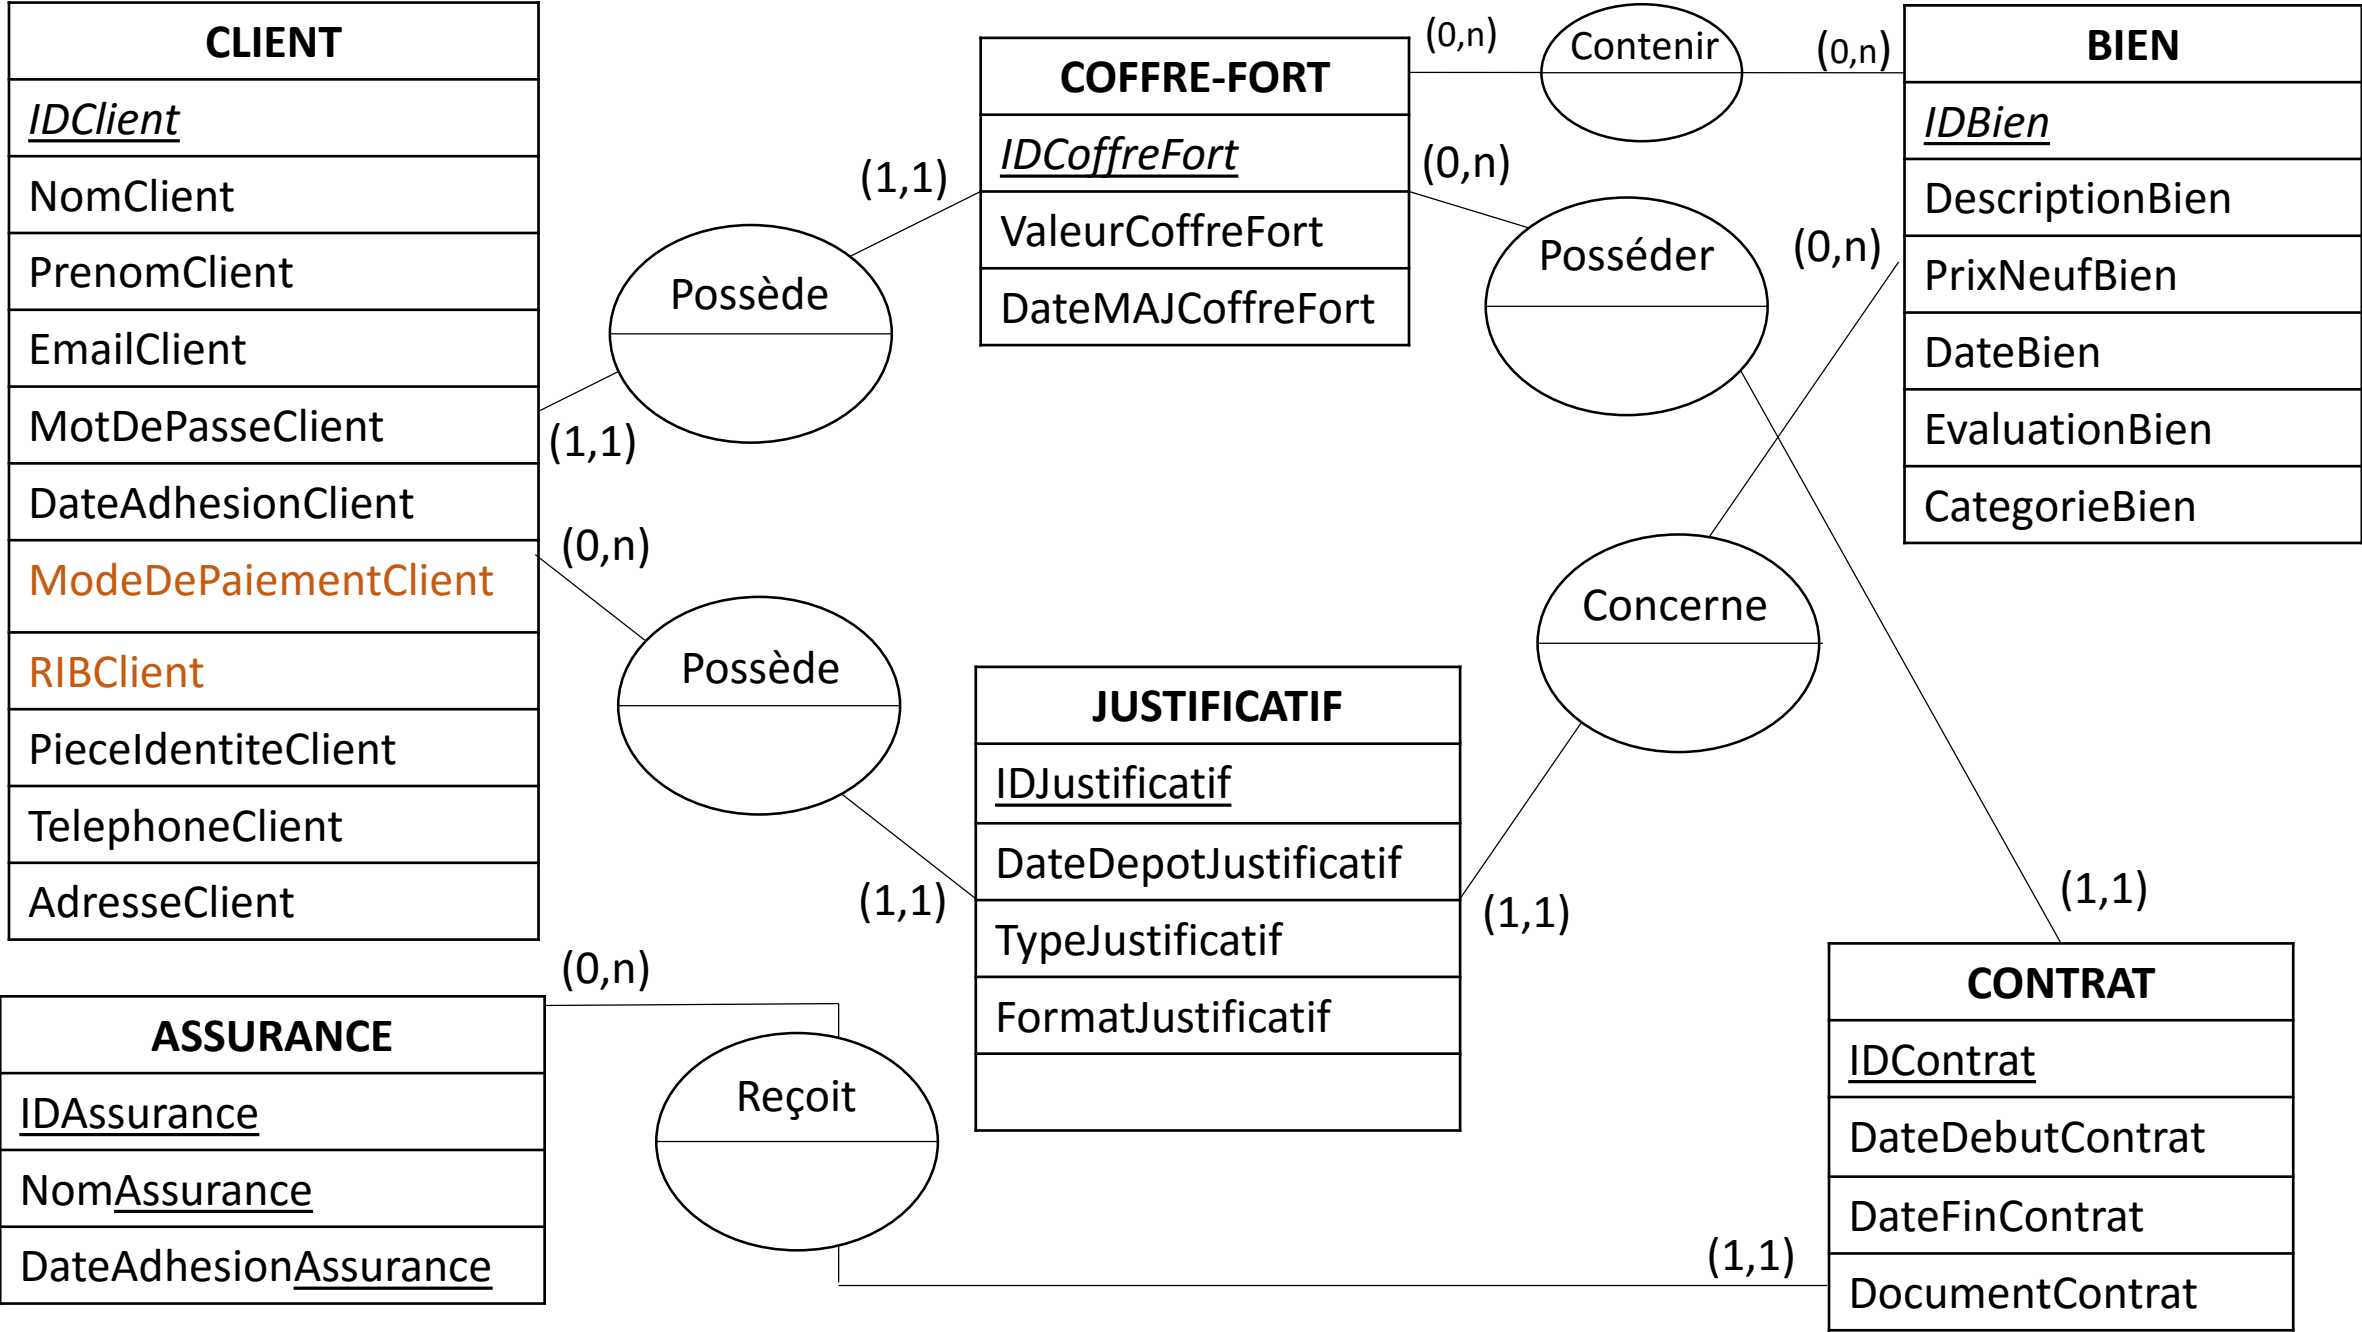 CLIENT
IDClient
NomClient
PrenomClient
EmailClient
MotDePasseClient
DateAdhesionClient
ModeDePaiementClient
RIBClient
PieceIdentiteClient
TelephoneClient
AdresseClient
(1,1)
Possède
(1,1)
COFFRE-FORT
IDCoffreFort
ValeurCoffreFort
DateMAJCoffreFort
(0,n)
Contenir
(0,n)
BIEN
IDBien
DescriptionBien
PrixNeufBien
DateBien
EvaluationBien
CategorieBien
(0,n)
Posséder
(1,1)
(0,n)
Concerne
(1,1)
(0,n)
Possède
(1,1)
JUSTIFICATIF
IDJustificatif
DateDepotJustificatif
TypeJustificatif
FormatJustificatif
ASSURANCE
IDAssurance
NomAssurance
DateAdhesionAssurance
(0,n)
Reçoit
(1,1)
CONTRAT
IDContrat
DateDebutContrat
DateFinContrat
DocumentContrat